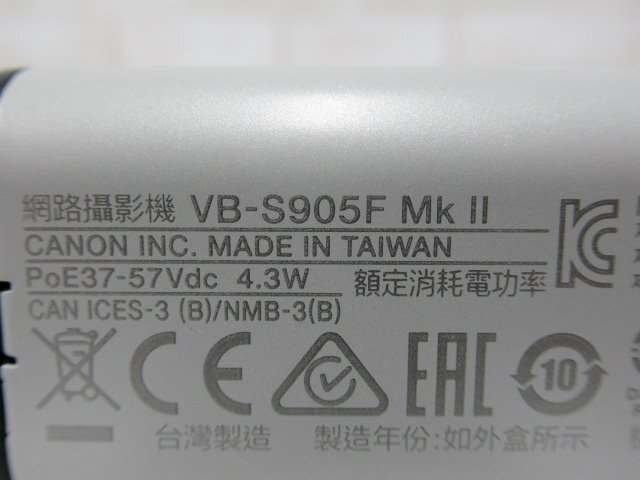 網路攝影機 VB-S905F Mk II
CANON INC. MADE IN TAIWAN
PoE37-57Vdc 4.3W 額定消耗電功率
CAN ICES-3 (B)/NMB-3(B)
CE EAC 10
台灣製造 製造年份:如外盒所示